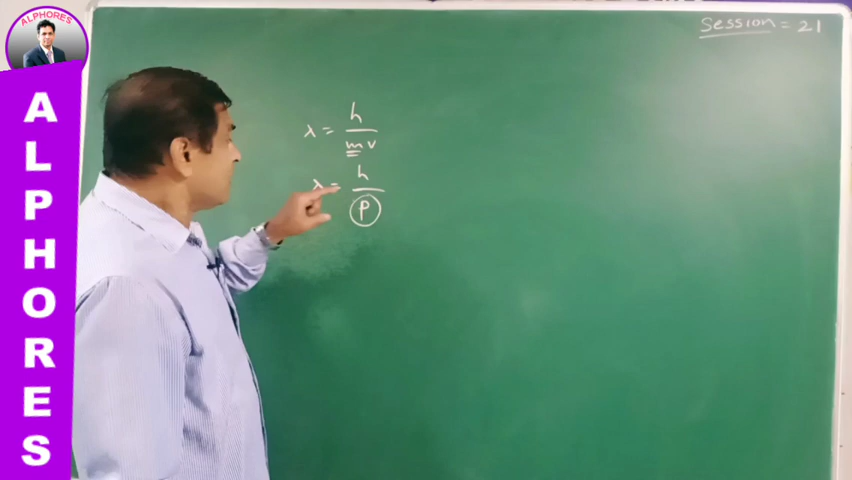 ALPHORES
ALPHORES
Session = 21
λ = h / mv
λ = h / P